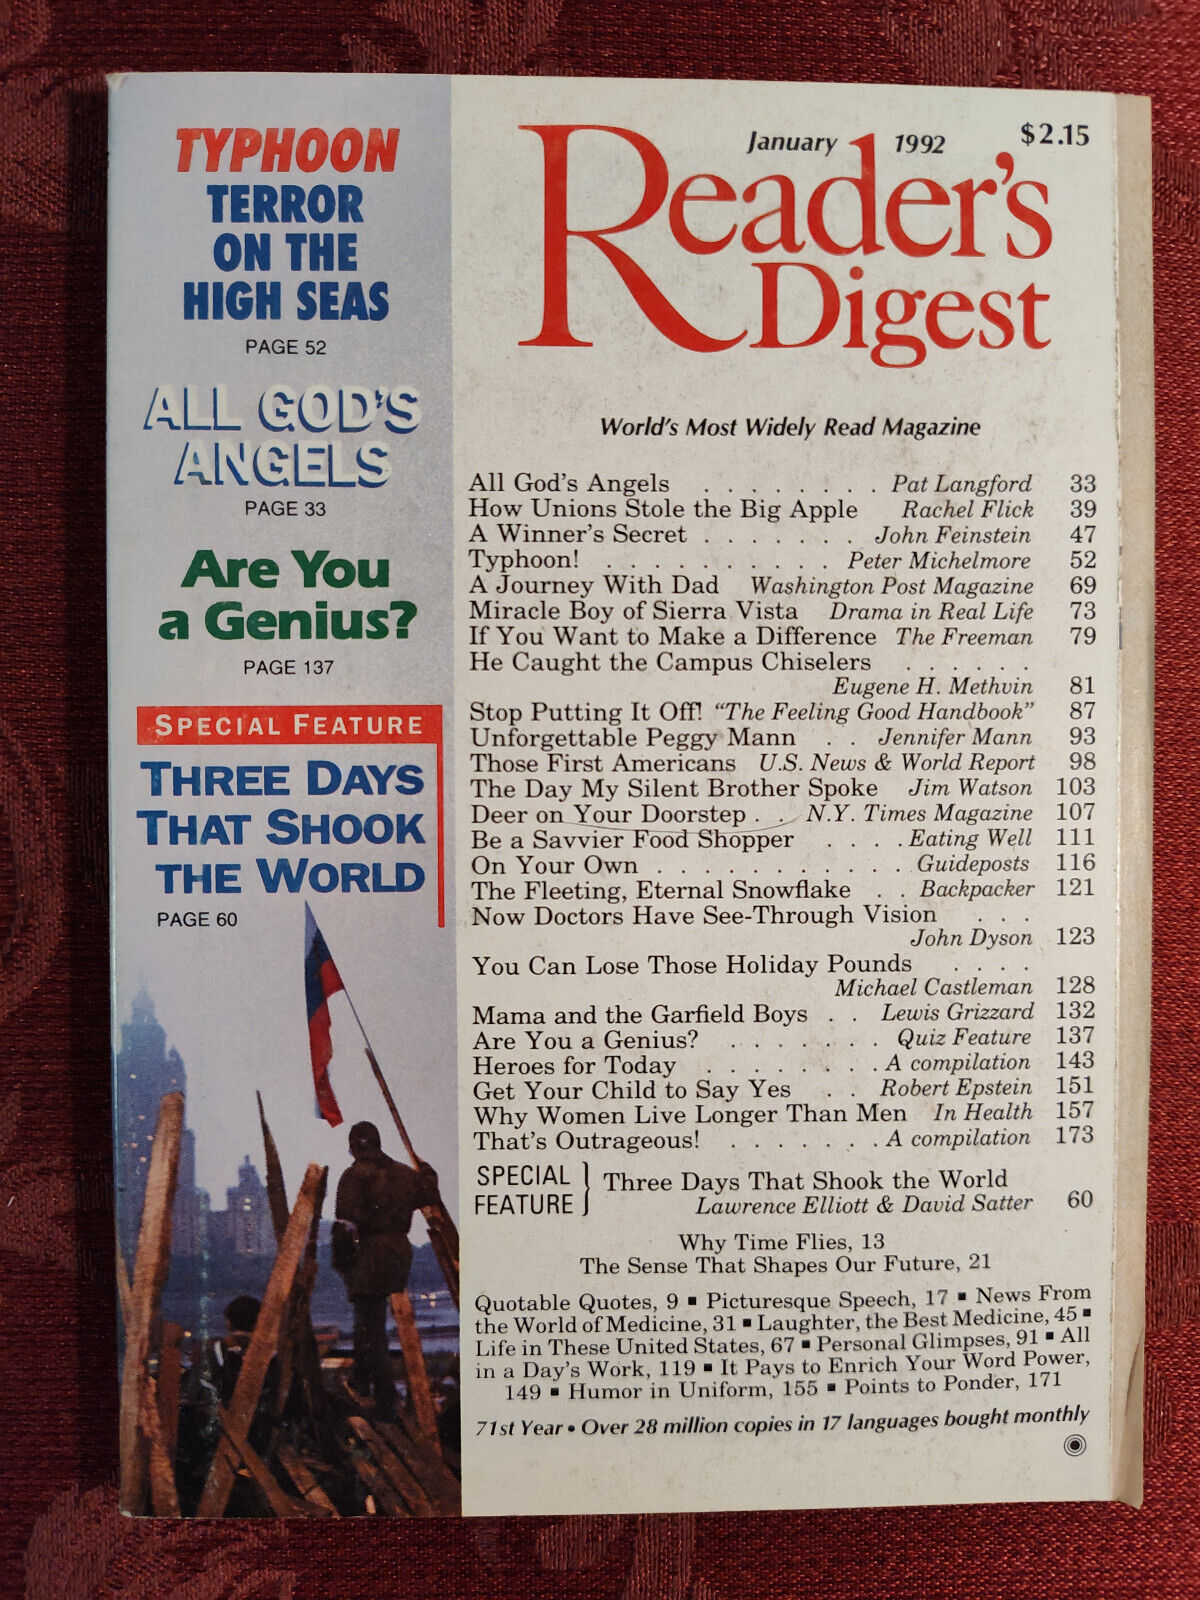 TYPHOON
TERROR
ON THE
HIGH SEAS
PAGE 52
ALL GOD'S
ANGELS
PAGE 33
Are You
a Genius?
PAGE 137
SPECIAL FEATURE
THREE DAYS
THAT SHOOK
THE WORLD
PAGE 60
January 1992 $2.15
Reader's
Digest
World's Most Widely Read Magazine
All God's Angels . . . . . . . . Pat Langford 33
How Unions Stole the Big Apple Rachel Flick 39
A Winner's Secret . . . . . . . John Feinstein 47
Typhoon! . . . . . . . . . . Peter Michelmore 52
A Journey With Dad Washington Post Magazine 69
Miracle Boy of Sierra Vista Drama in Real Life 73
If You Want to Make a Difference The Freeman 79
He Caught the Campus Chiselers . . . . . .
Eugene H. Methvin 81
Stop Putting It Off! "The Feeling Good Handbook" 87
Unforgettable Peggy Mann . . Jennifer Mann 93
Those First Americans U.S. News & World Report 98
The Day My Silent Brother Spoke Jim Watson 103
Deer on Your Doorstep . . N.Y. Times Magazine 107
Be a Savvier Food Shopper . . . . Eating Well 111
On Your Own . . . . . . . . . . . Guideposts 116
The Fleeting, Eternal Snowflake . . Backpacker 121
Now Doctors Have See-Through Vision . . .
John Dyson 123
You Can Lose Those Holiday Pounds . . . .
Michael Castleman 128
Mama and the Garfield Boys . . Lewis Grizzard 132
Are You a Genius? . . . . . . . Quiz Feature 137
Heroes for Today . . . . . . . . A compilation 143
Get Your Child to Say Yes . . Robert Epstein 151
Why Women Live Longer Than Men In Health 157
That's Outrageous! . . . . . . . A compilation 173
SPECIAL FEATURE } Three Days That Shook the World
Lawrence Elliott & David Satter 60
Why Time Flies, 13
The Sense That Shapes Our Future, 21
Quotable Quotes, 9 ▪ Picturesque Speech, 17 ▪ News From
the World of Medicine, 31 ▪ Laughter, the Best Medicine, 45 ▪
Life in These United States, 67 ▪ Personal Glimpses, 91 ▪ All
in a Day's Work, 119 ▪ It Pays to Enrich Your Word Power,
149 ▪ Humor in Uniform, 155 ▪ Points to Ponder, 171
71st Year • Over 28 million copies in 17 languages bought monthly